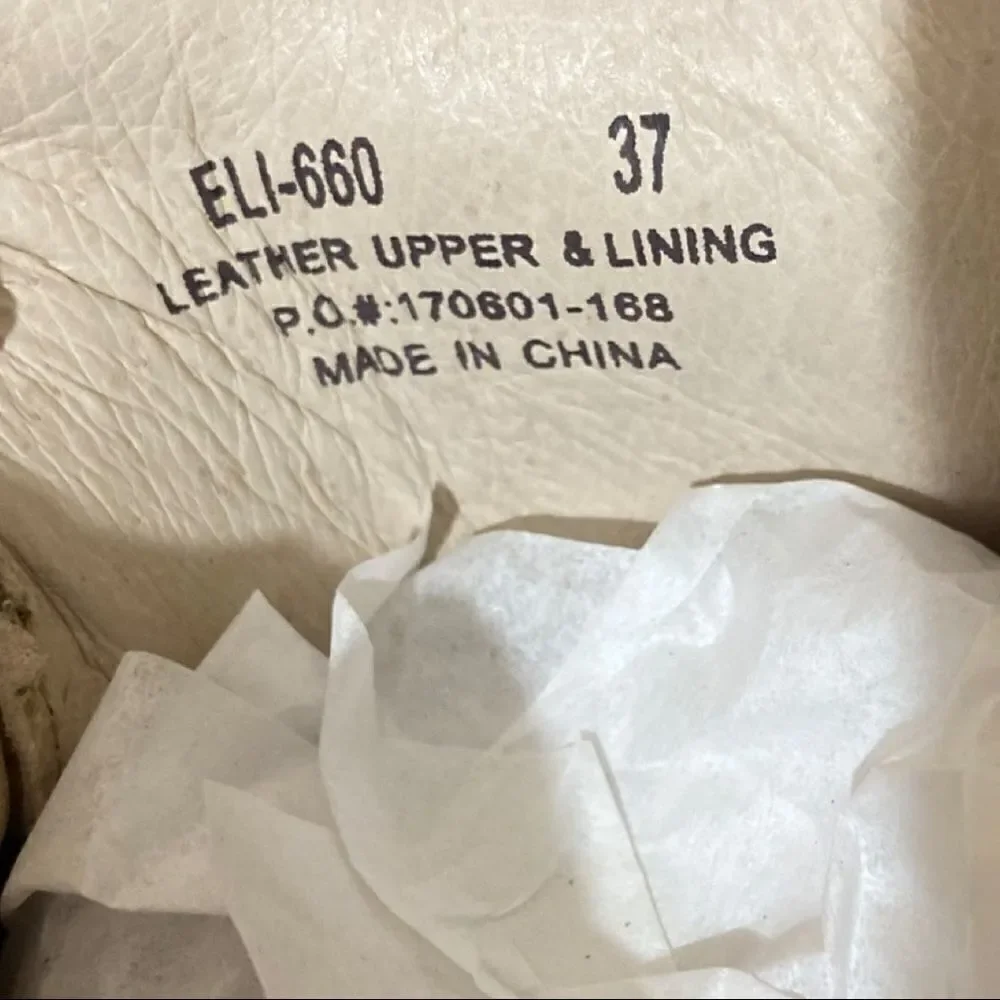 ELI-660 37
LEATHER UPPER & LINING
P.O.#:170601-168
MADE IN CHINA